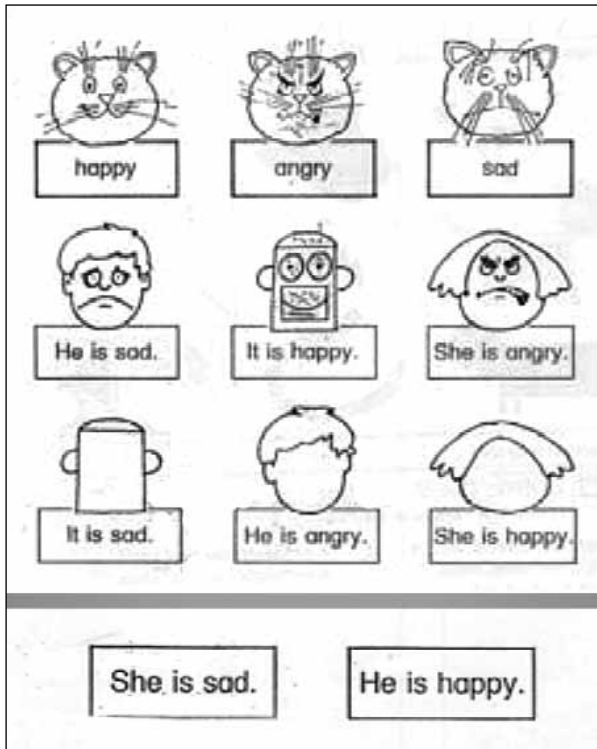 happy angry sad
He is sad. It is happy. She is angry.
It is sad. He is angry. She is happy.
She is sad. He is happy.